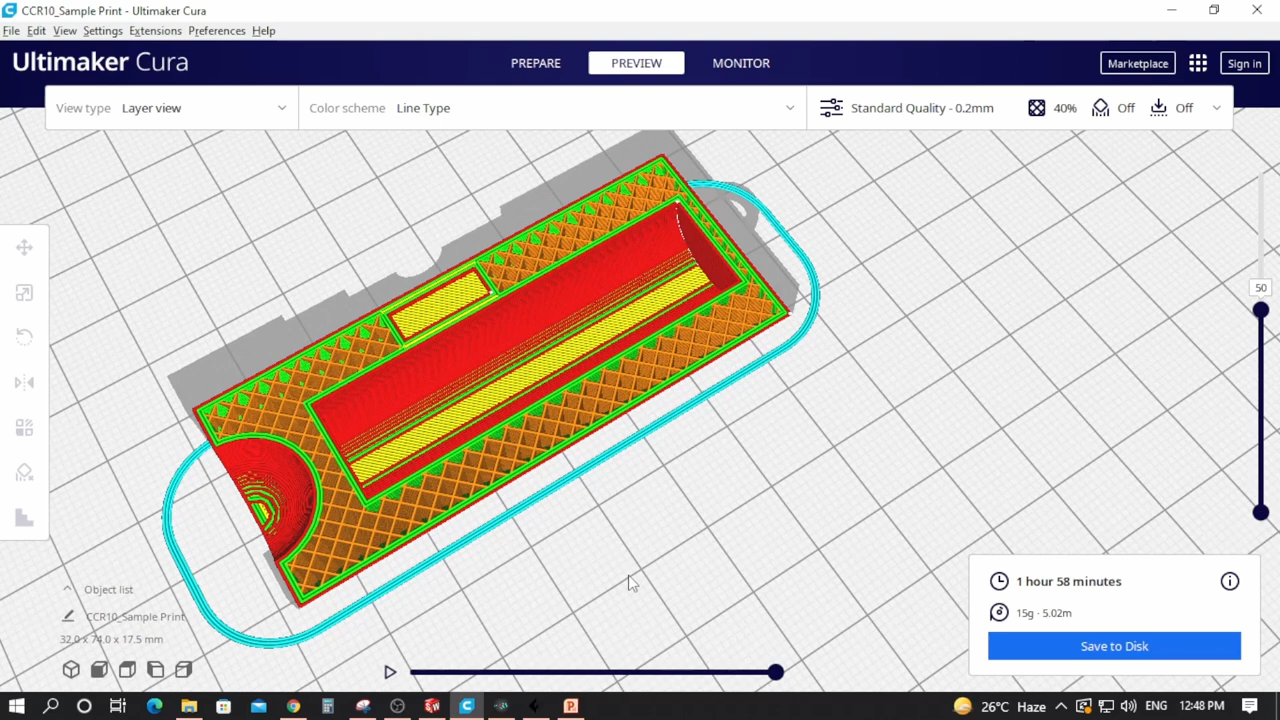 CCR10_Sample Print - Ultimaker Cura
File Edit View Settings Extensions Preferences Help
Ultimaker Cura
PREPARE PREVIEW MONITOR
Marketplace Sign in
View type Layer view
Color scheme Line Type
Standard Quality - 0.2mm 40% Off Off
50
Object list
CCR10_Sample Print
32.0 x 74.0 x 17.5 mm
1 hour 58 minutes
15g · 5.02m
Save to Disk
26°C Haze ENG 12:48 PM